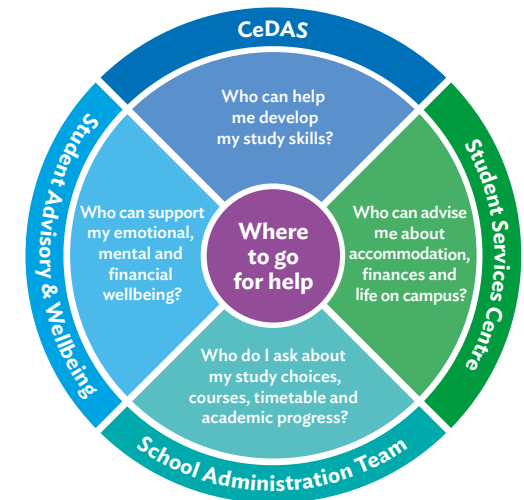 CeDAS
Who can help
me develop
my study skills?
Student Advisory & Wellbeing
Who can support
my emotional,
mental and
financial
wellbeing?
Where
to go
for help
Who can advise
me about
accommodation,
finances and
life on campus?
Student Services Centre
Who do I ask about
my study choices,
courses, timetable and
academic progress?
School Administration Team